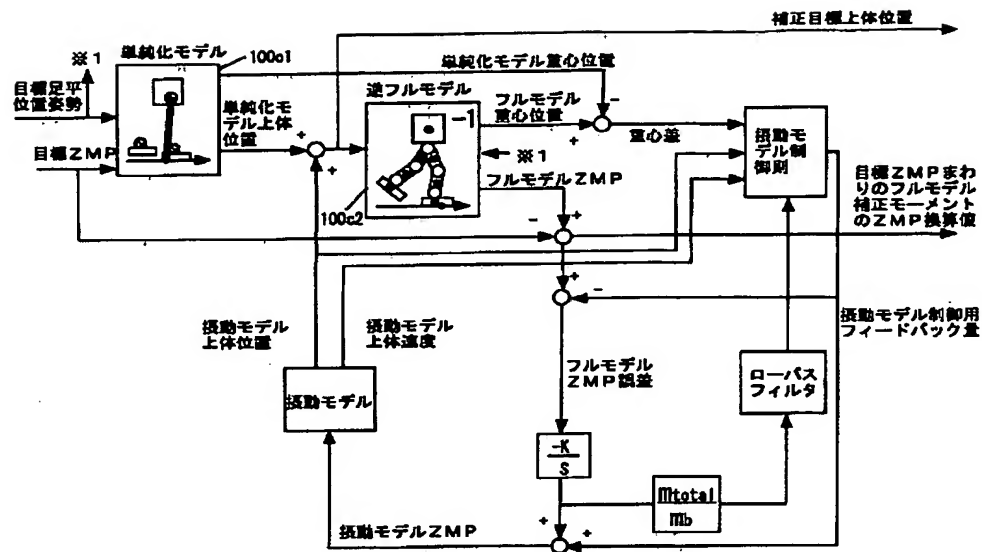 補正目標上体位置
※1
単純化モデル
100c1
単純化モデル重心位置
目標足平
位置姿勢
単純化モ
デル上体
位置
逆フルモデル
フルモデル
重心位置
-1
-
+
重心差
摂動モ
デル制
御則
目標ZMP
+
+
※1
フルモデルZMP
100c2
目標ZMPまわ
りのフルモデル
補正モーメント
のZMP換算値
-
+
+
-
摂動モデル
上体位置
摂動モデル
上体速度
摂動モデル制御用
フィードバック量
フルモデル
ZMP誤差
ローパス
フィルタ
摂動モデル
-K
S
mtotal
mb
摂動モデルZMP
+
+